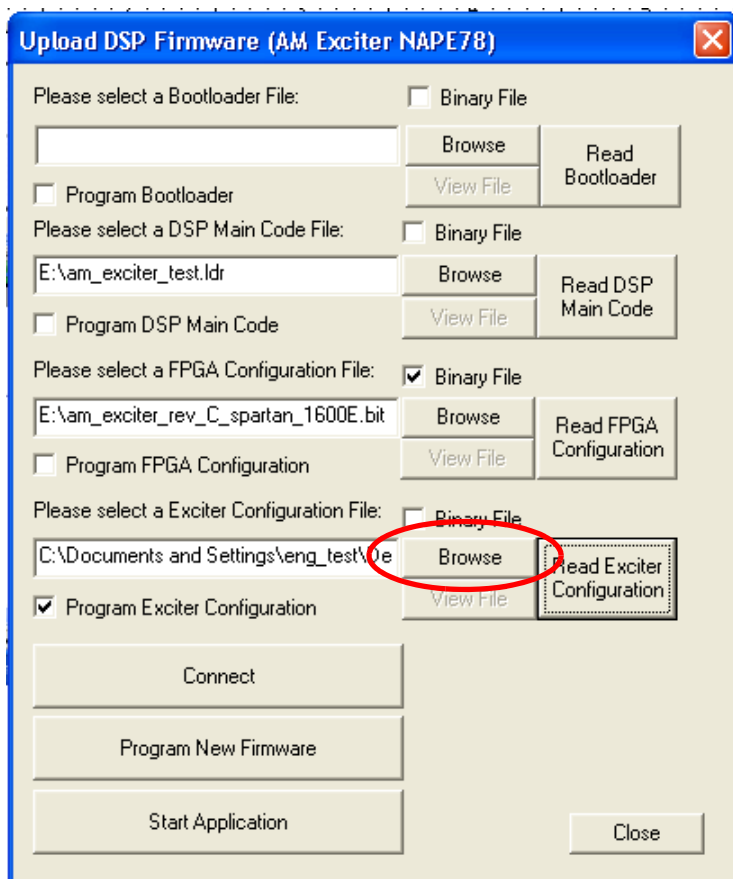 Upload DSP Firmware (AM Exciter NAPE78)
Please select a Bootloader File:
Binary File
Browse
Read
Bootloader
View File
Program Bootloader
Please select a DSP Main Code File:
Binary File
E:\am_exciter_test.ldr
Browse
Read DSP
Main Code
View File
Program DSP Main Code
Please select a FPGA Configuration File:
Binary File
E:\am_exciter_rev_C_spartan_1600E.bit
Browse
Read FPGA
Configuration
View File
Program FPGA Configuration
Please select a Exciter Configuration File:
Binary File
C:\Documents and Settings\eng_test\De
Browse
Read Exciter
Configuration
View File
Program Exciter Configuration
Connect
Program New Firmware
Start Application
Close